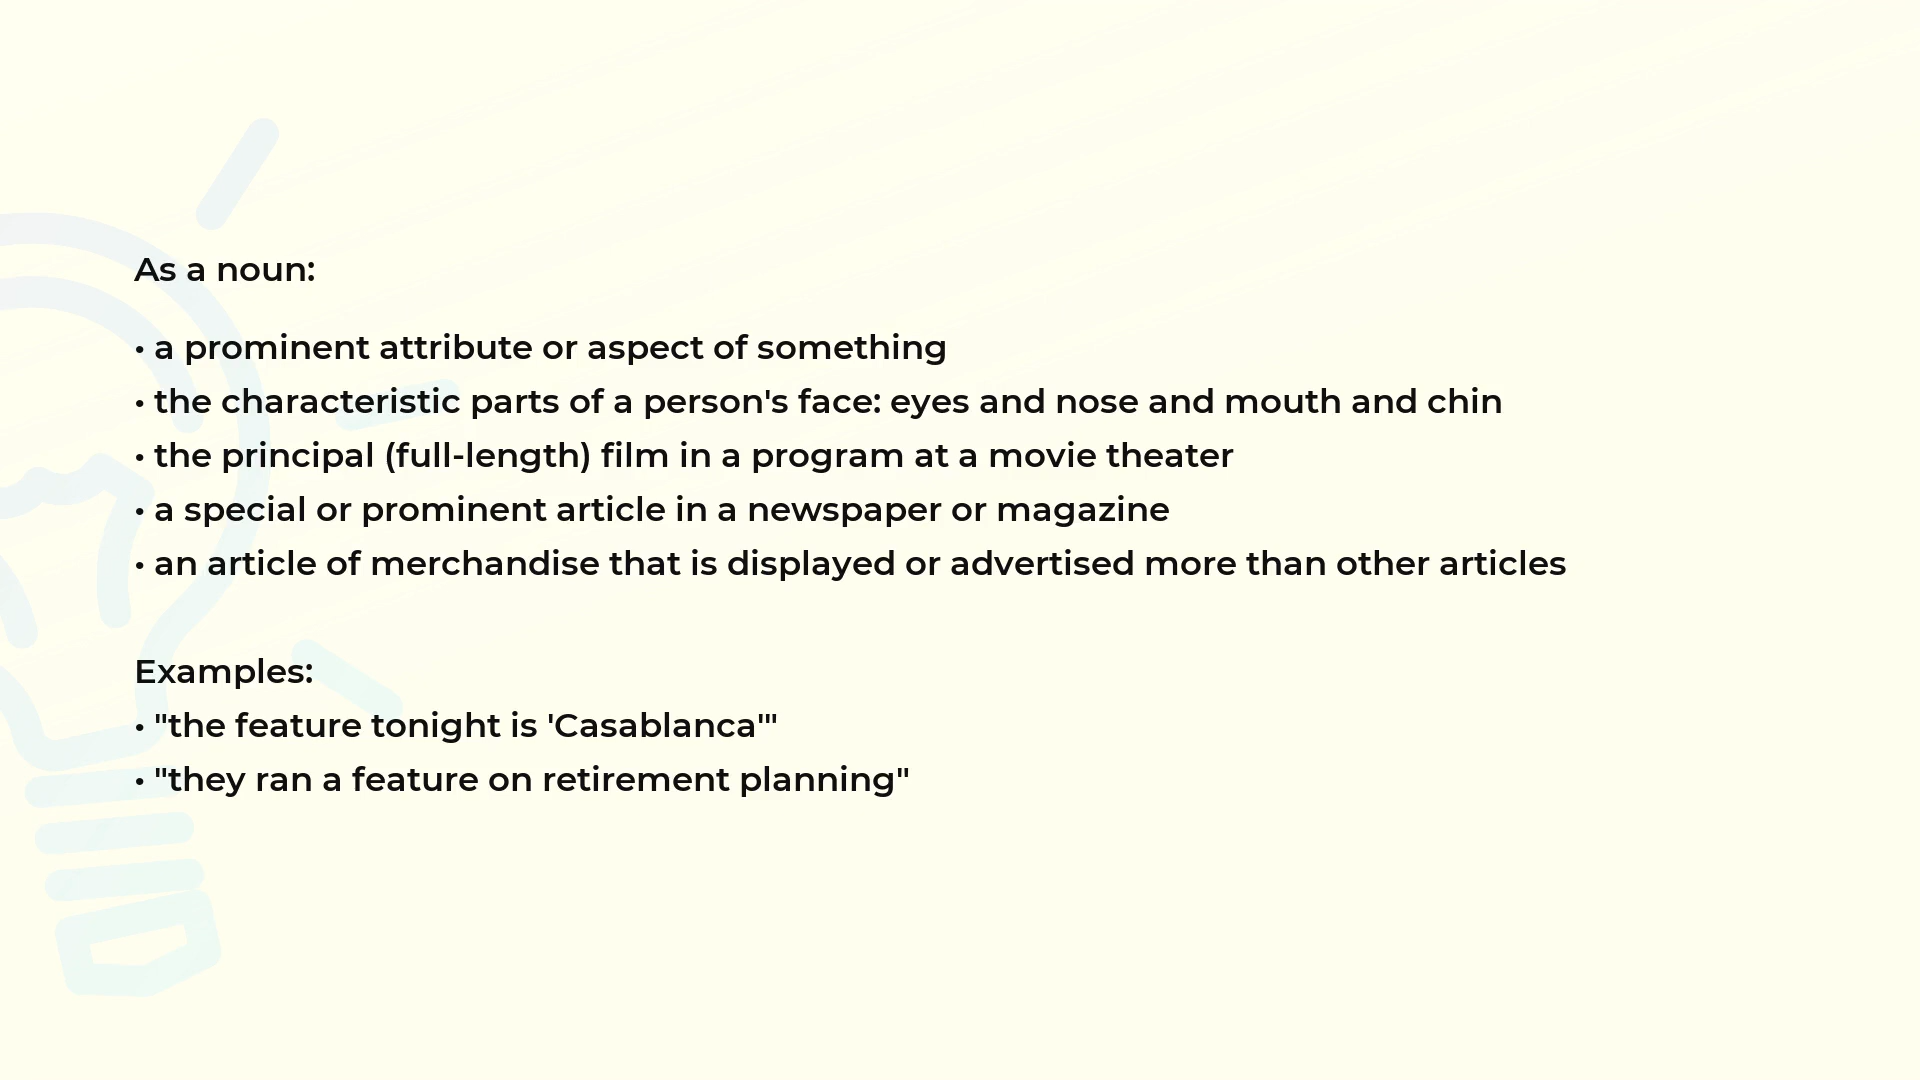 As a noun:
• a prominent attribute or aspect of something
• the characteristic parts of a person's face: eyes and nose and mouth and chin
• the principal (full-length) film in a program at a movie theater
• a special or prominent article in a newspaper or magazine
• an article of merchandise that is displayed or advertised more than other articles
Examples:
• "the feature tonight is 'Casablanca'"
• "they ran a feature on retirement planning"